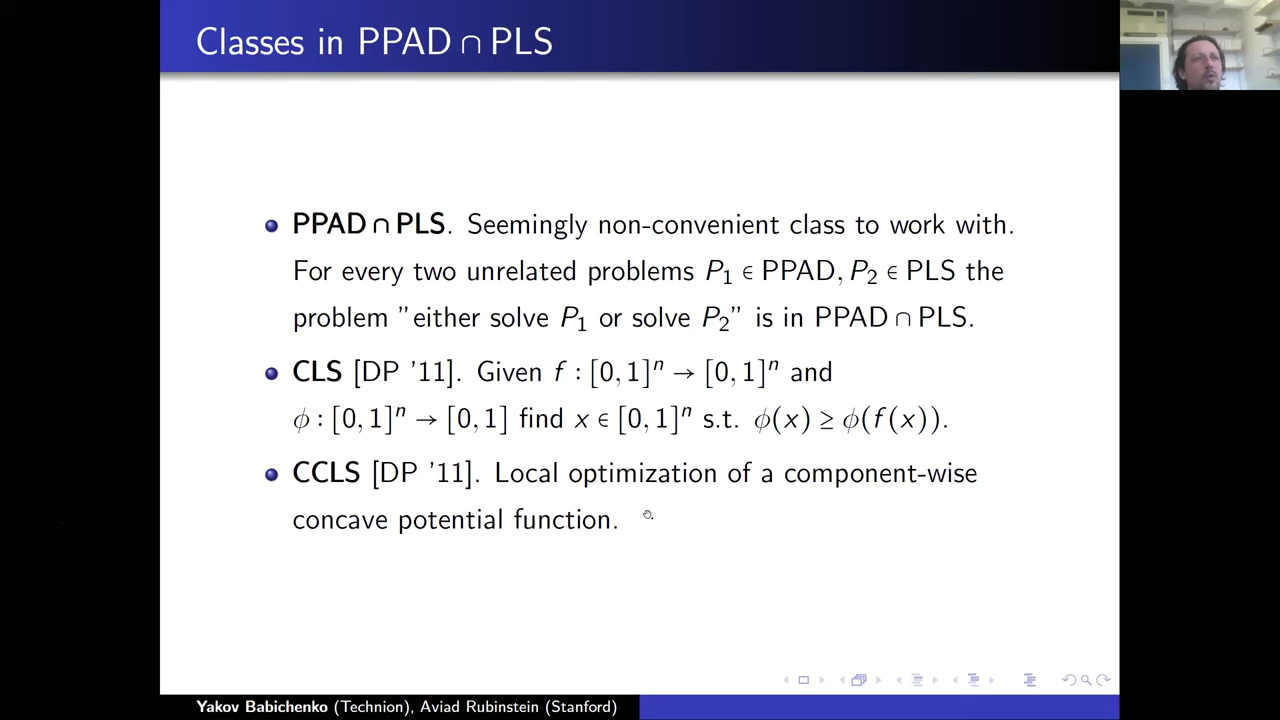 Classes in PPAD ∩ PLS
PPAD ∩ PLS. Seemingly non-convenient class to work with.
For every two unrelated problems P₁ ∈ PPAD, P₂ ∈ PLS the
problem ”either solve P₁ or solve P₂” is in PPAD ∩ PLS.
CLS [DP ’11]. Given f : [0, 1]ⁿ → [0, 1]ⁿ and
ϕ : [0, 1]ⁿ → [0, 1] find x ∈ [0, 1]ⁿ s.t. ϕ(x) ≥ ϕ(f(x)).
CCLS [DP ’11]. Local optimization of a component-wise
concave potential function.
Yakov Babichenko (Technion), Aviad Rubinstein (Stanford)